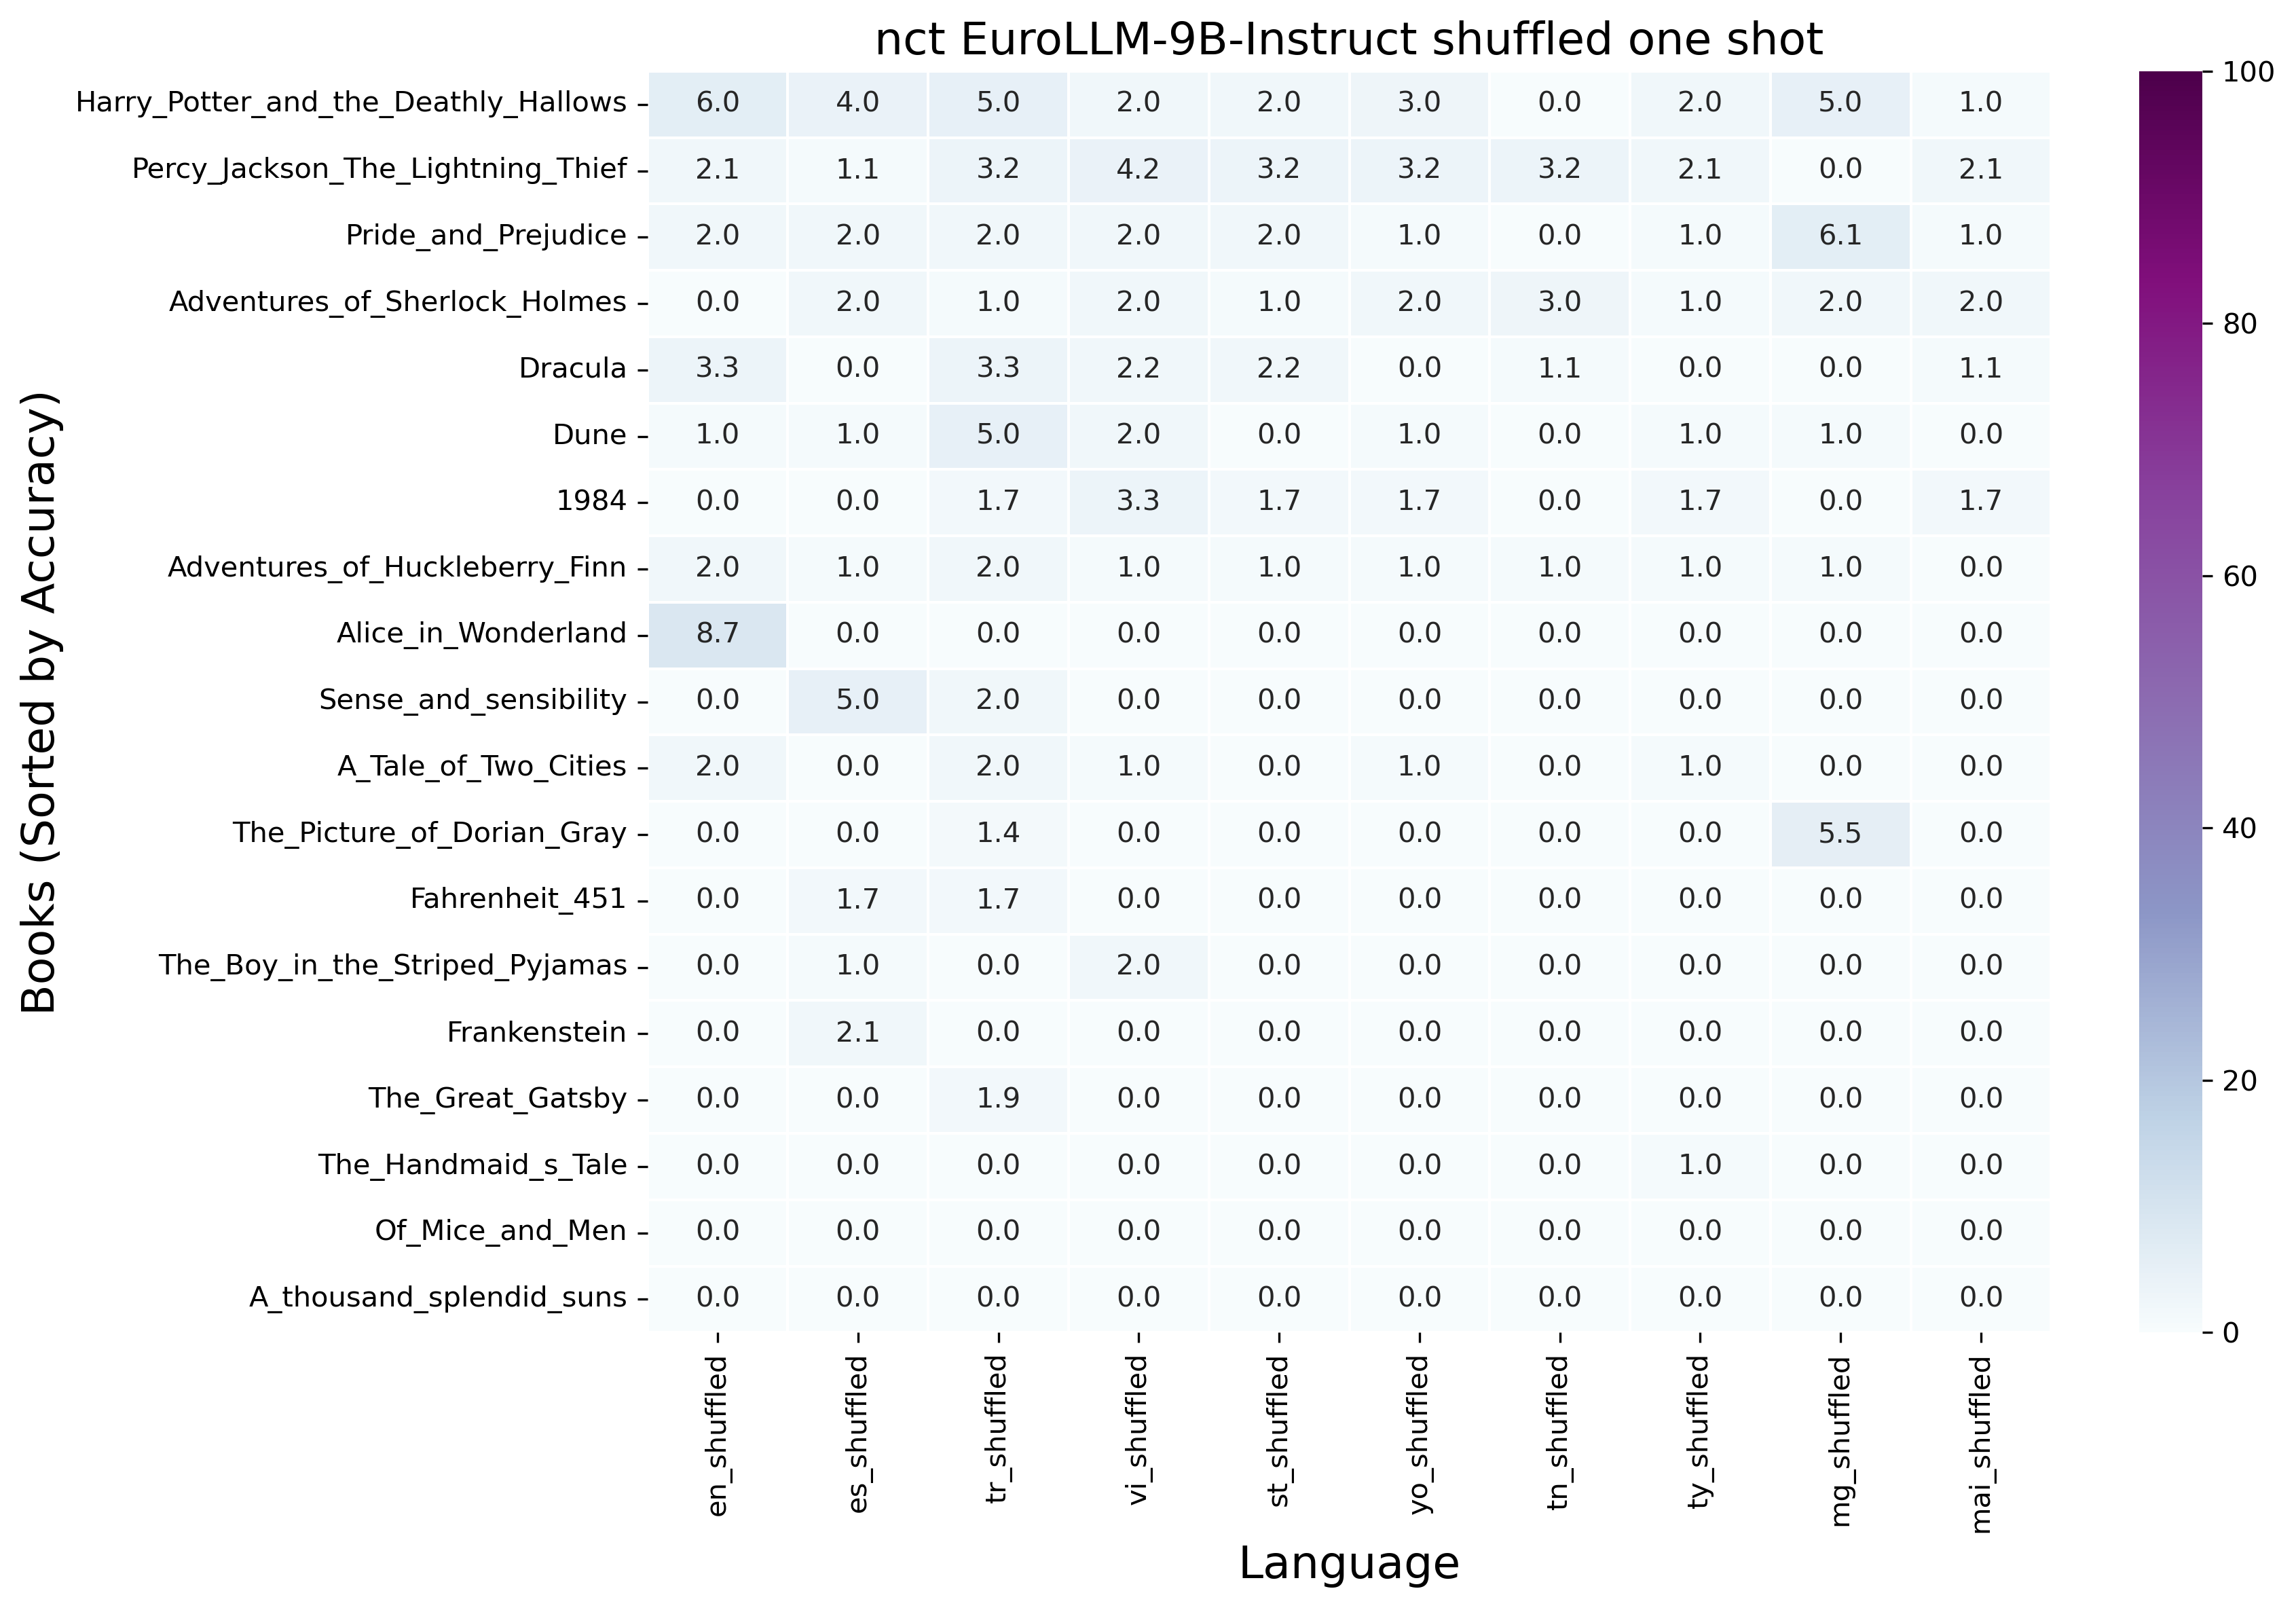 nct EuroLLM-9B-Instruct shuffled one shot
Harry_Potter_and_the_Deathly_Hallows 6.0 4.0 5.0 2.0 2.0 3.0 0.0 2.0 5.0 1.0
Percy_Jackson_The_Lightning_Thief 2.1 1.1 3.2 4.2 3.2 3.2 3.2 2.1 0.0 2.1
Pride_and_Prejudice 2.0 2.0 2.0 2.0 2.0 1.0 0.0 1.0 6.1 1.0
Adventures_of_Sherlock_Holmes 0.0 2.0 1.0 2.0 1.0 2.0 3.0 1.0 2.0 2.0
Dracula 3.3 0.0 3.3 2.2 2.2 0.0 1.1 0.0 0.0 1.1
Dune 1.0 1.0 5.0 2.0 0.0 1.0 0.0 1.0 1.0 0.0
1984 0.0 0.0 1.7 3.3 1.7 1.7 0.0 1.7 0.0 1.7
Adventures_of_Huckleberry_Finn 2.0 1.0 2.0 1.0 1.0 1.0 1.0 1.0 1.0 0.0
Alice_in_Wonderland 8.7 0.0 0.0 0.0 0.0 0.0 0.0 0.0 0.0 0.0
Sense_and_sensibility 0.0 5.0 2.0 0.0 0.0 0.0 0.0 0.0 0.0 0.0
A_Tale_of_Two_Cities 2.0 0.0 2.0 1.0 0.0 1.0 0.0 1.0 0.0 0.0
The_Picture_of_Dorian_Gray 0.0 0.0 1.4 0.0 0.0 0.0 0.0 0.0 5.5 0.0
Fahrenheit_451 0.0 1.7 1.7 0.0 0.0 0.0 0.0 0.0 0.0 0.0
The_Boy_in_the_Striped_Pyjamas 0.0 1.0 0.0 2.0 0.0 0.0 0.0 0.0 0.0 0.0
Frankenstein 0.0 2.1 0.0 0.0 0.0 0.0 0.0 0.0 0.0 0.0
The_Great_Gatsby 0.0 0.0 1.9 0.0 0.0 0.0 0.0 0.0 0.0 0.0
The_Handmaid_s_Tale 0.0 0.0 0.0 0.0 0.0 0.0 0.0 1.0 0.0 0.0
Of_Mice_and_Men 0.0 0.0 0.0 0.0 0.0 0.0 0.0 0.0 0.0 0.0
A_thousand_splendid_suns 0.0 0.0 0.0 0.0 0.0 0.0 0.0 0.0 0.0 0.0
en_shuffled es_shuffled tr_shuffled vi_shuffled st_shuffled yo_shuffled tn_shuffled ty_shuffled mg_shuffled mai_shuffled
Language
Books (Sorted by Accuracy)
100
80
60
40
20
0